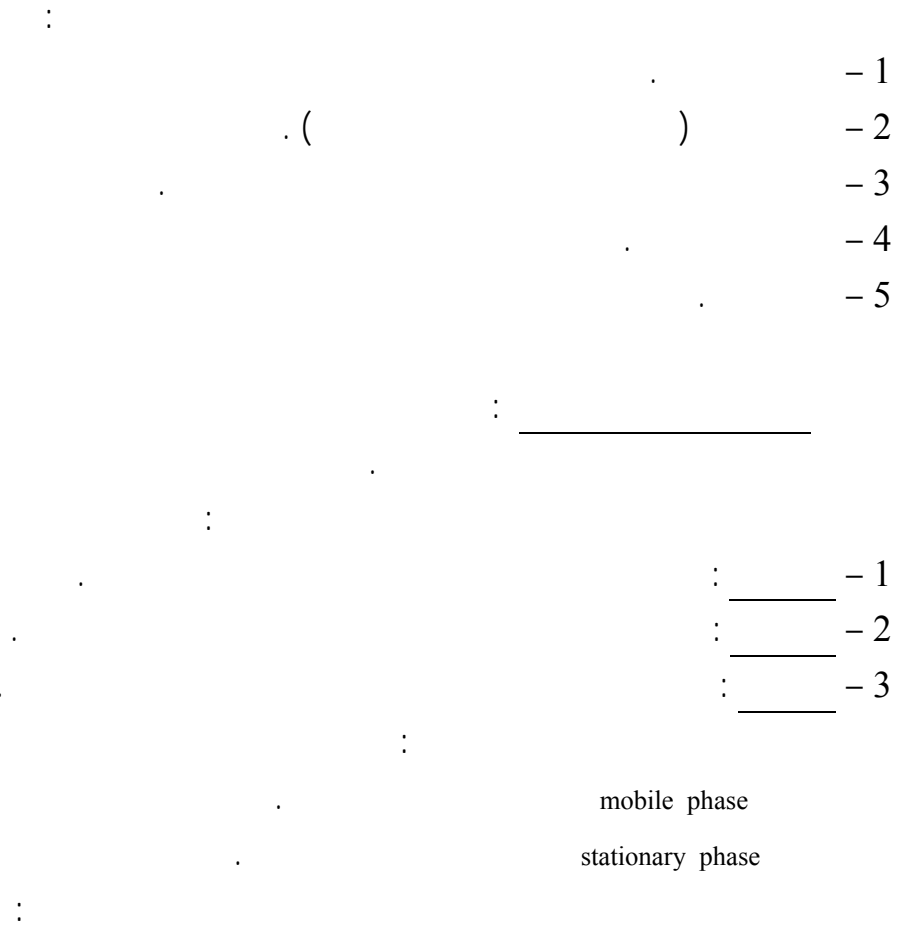 :
1 – .
2 – ( ) .
3 – .
4 – .
5 – .
:
.
:
1 – : .
2 – : .
3 – : .
:
mobile phase .
stationary phase .
: